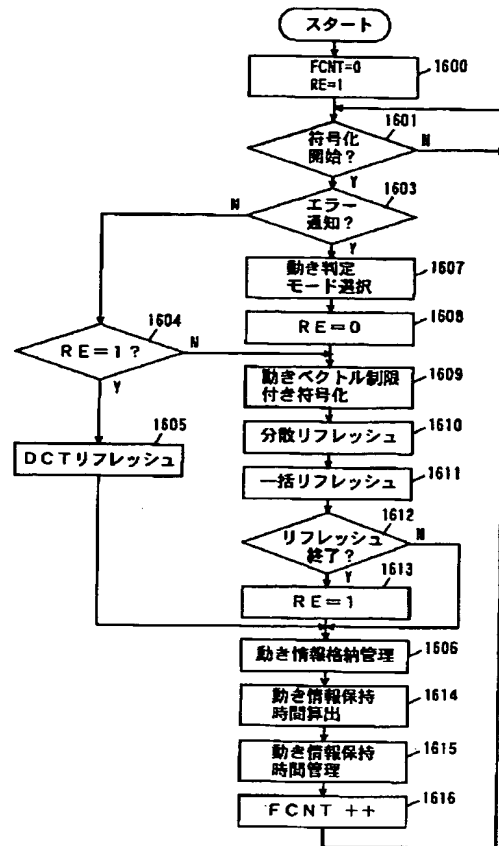 スタート
FCNT=0
RE=1
1600
1601
符号化
開始?
N
Y
1603
エラー
通知?
N
Y
動き判定
モード選択
1607
RE=0
1608
1604
RE=1?
N
Y
動きベクトル制限
付き符号化
1609
1605
DCTリフレッシュ
分散リフレッシュ
1610
一括リフレッシュ
1611
1612
リフレッシュ
終了?
N
Y
1613
RE=1
動き情報格納管理
1606
動き情報保持
時間算出
1614
動き情報保持
時間管理
1615
FCNT ++
1616